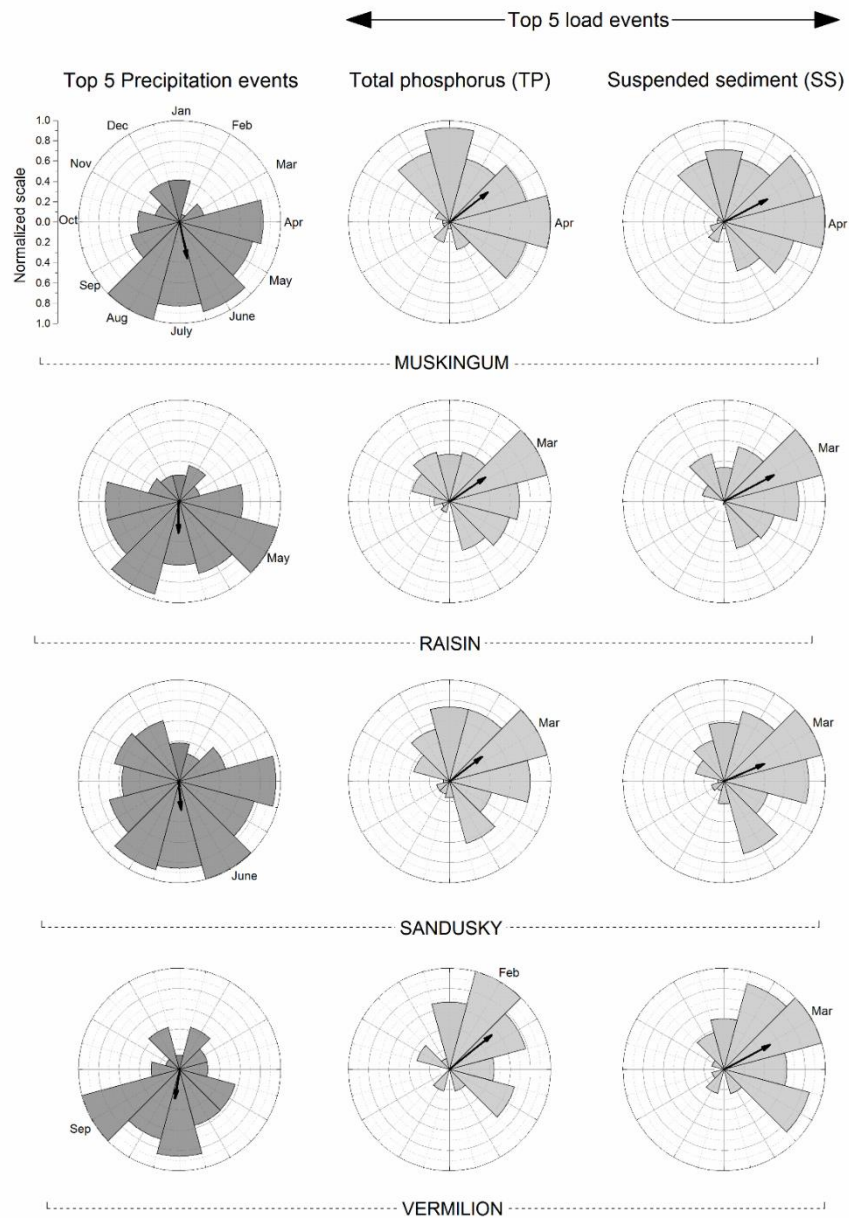 Top 5 load events
Top 5 Precipitation events
Total phosphorus (TP)
Suspended sediment (SS)
Normalized scale
1.0
0.8
0.6
0.4
0.2
0.0
0.2
0.4
0.6
0.8
1.0
Jan
Feb
Mar
Apr
May
June
July
Aug
Sep
Oct
Nov
Dec
Apr
Apr
MUSKINGUM
May
Mar
Mar
RAISIN
June
Mar
Mar
SANDUSKY
Sep
Feb
Mar
VERMILION